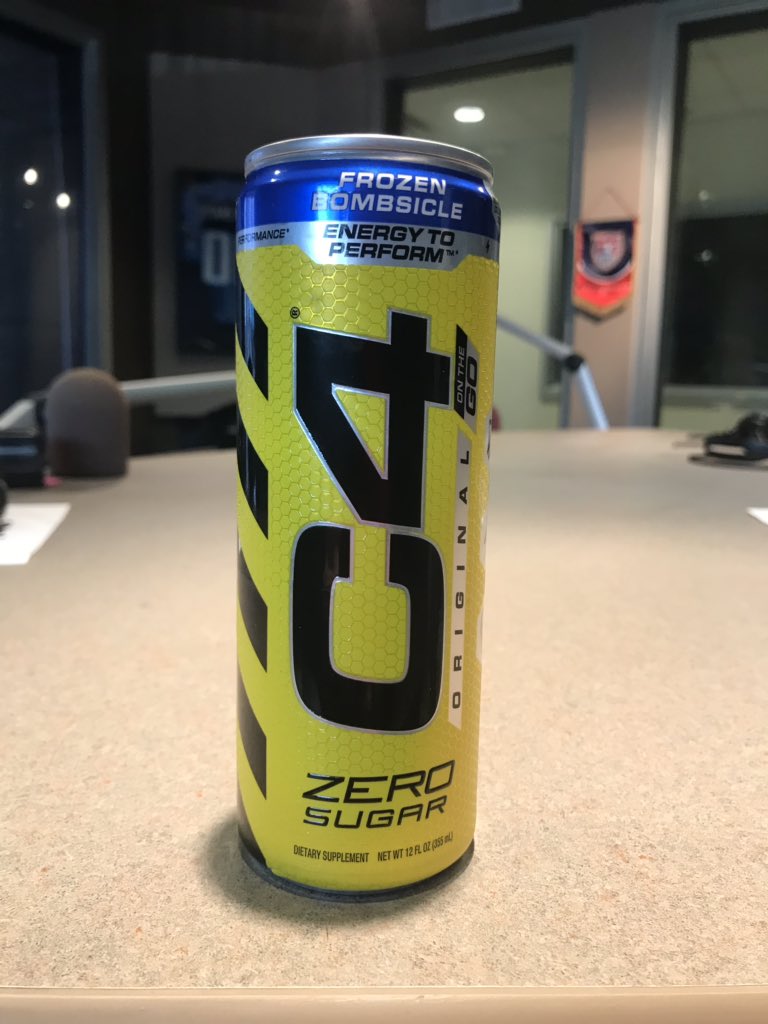 FROZEN
BOMBSICLE
PERFORMANCE*
ENERGY TO
PERFORM™*
C4®
ON THE
GO
ORIGINAL
ZERO
SUGAR
DIETARY SUPPLEMENT NET WT 12 FL OZ (355 mL)